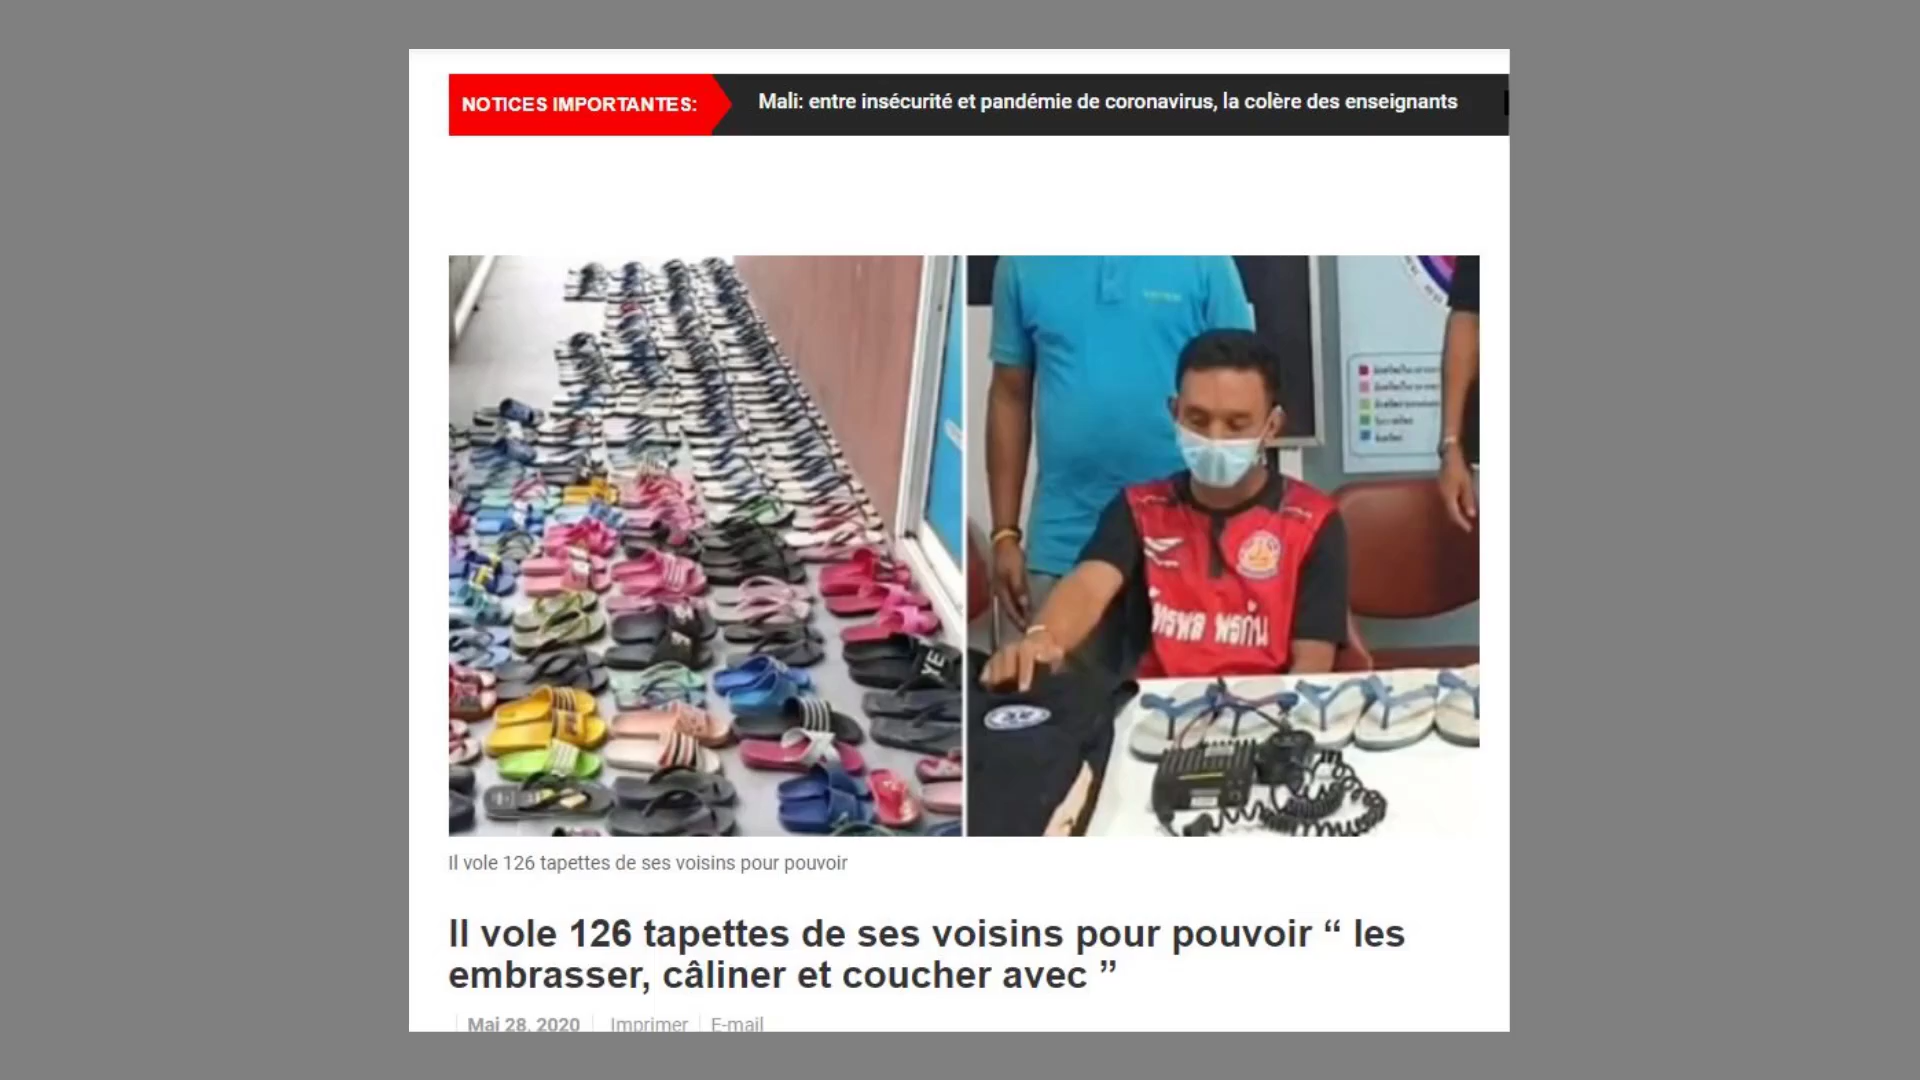 NOTICES IMPORTANTES:
Mali: entre insécurité et pandémie de coronavirus, la colère des enseignants
YE
Il vole 126 tapettes de ses voisins pour pouvoir
Il vole 126 tapettes de ses voisins pour pouvoir “ les
embrasser, câliner et coucher avec ”
Mai 28, 2020 Imprimer E-mail